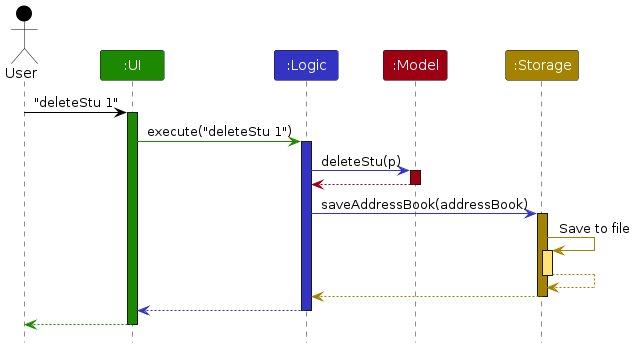 User
:UI
:Logic
:Model
:Storage
"deleteStu 1"
execute("deleteStu 1")
deleteStu(p)
saveAddressBook(addressBook)
Save to file